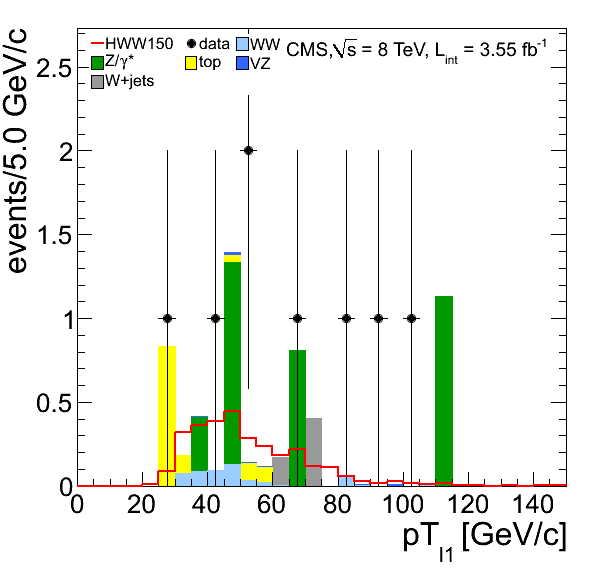 HWW150 data WW CMS,√s = 8 TeV, L_int = 3.55 fb⁻¹
Z/γ* top VZ
W+jets
events/5.0 GeV/c
2.5
2
1.5
1
0.5
0
0 20 40 60 80 100 120 140
pT_l1 [GeV/c]